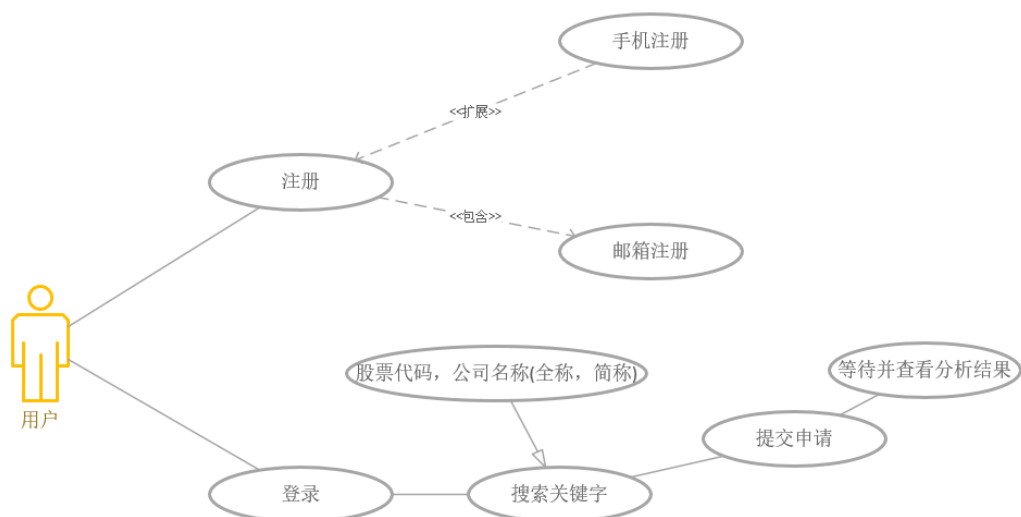 手机注册
<<扩展>>
注册
<<包含>>
邮箱注册
用户
股票代码，公司名称(全称，简称)
等待并查看分析结果
提交申请
登录
搜索关键字